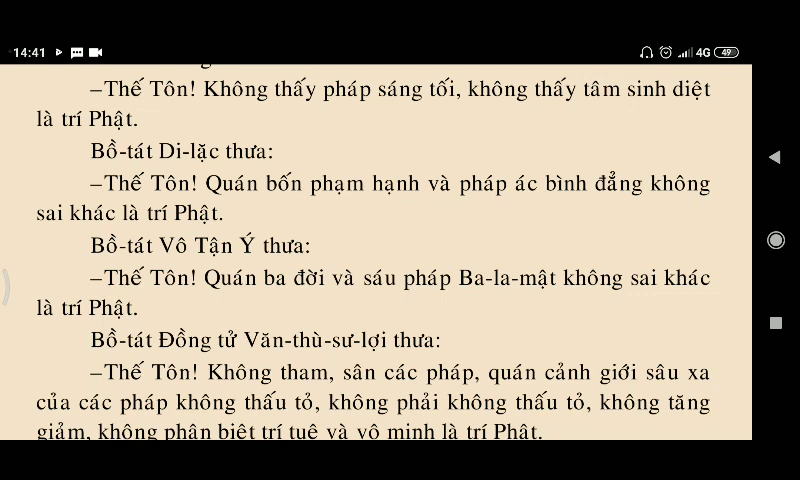 14:41
4G 49
–Thế Tôn! Không thấy pháp sáng tối, không thấy tâm sinh diệt
là trí Phật.
Bồ-tát Di-lặc thưa:
–Thế Tôn! Quán bốn phạm hạnh và pháp ác bình đẳng không
sai khác là trí Phật.
Bồ-tát Vô Tận Ý thưa:
–Thế Tôn! Quán ba đời và sáu pháp Ba-la-mật không sai khác
là trí Phật.
Bồ-tát Đồng tử Văn-thù-sư-lợi thưa:
–Thế Tôn! Không tham, sân các pháp, quán cảnh giới sâu xa
của các pháp không thấu tỏ, không phải không thấu tỏ, không tăng
giảm, không phân biệt trí tuệ và vô minh là trí Phật.